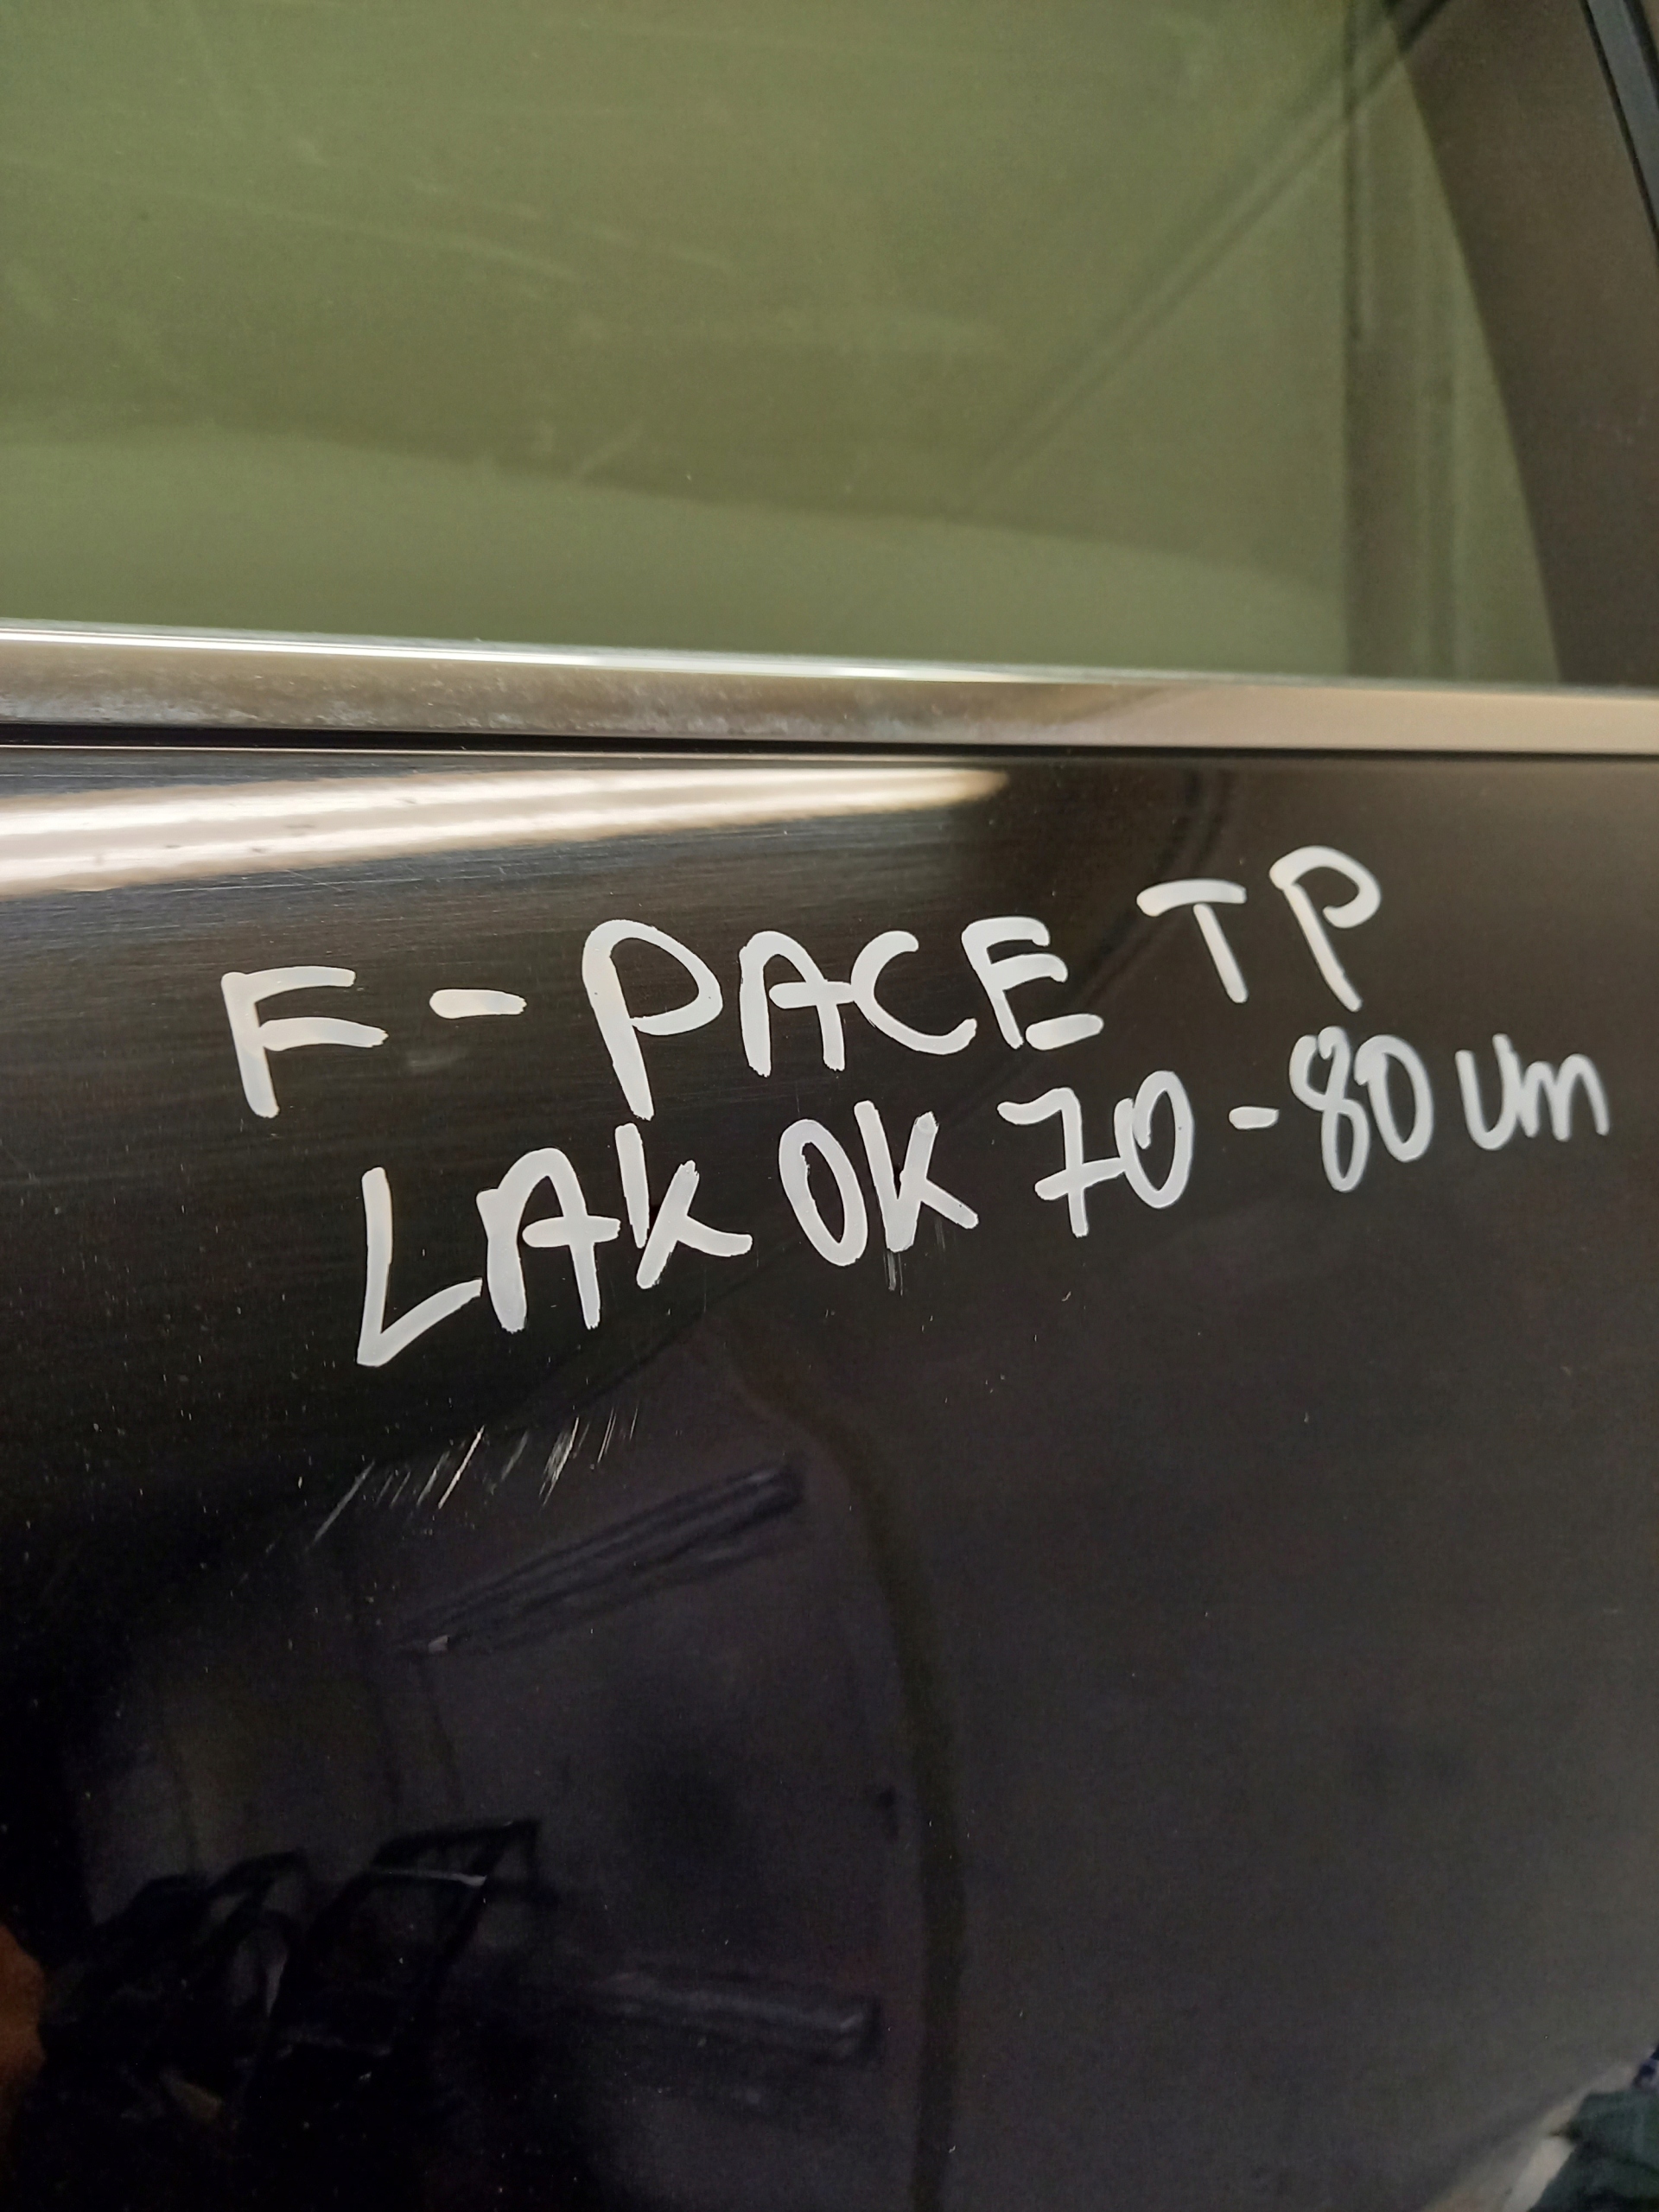 F-PACE TP
LAK OK 70-80 um